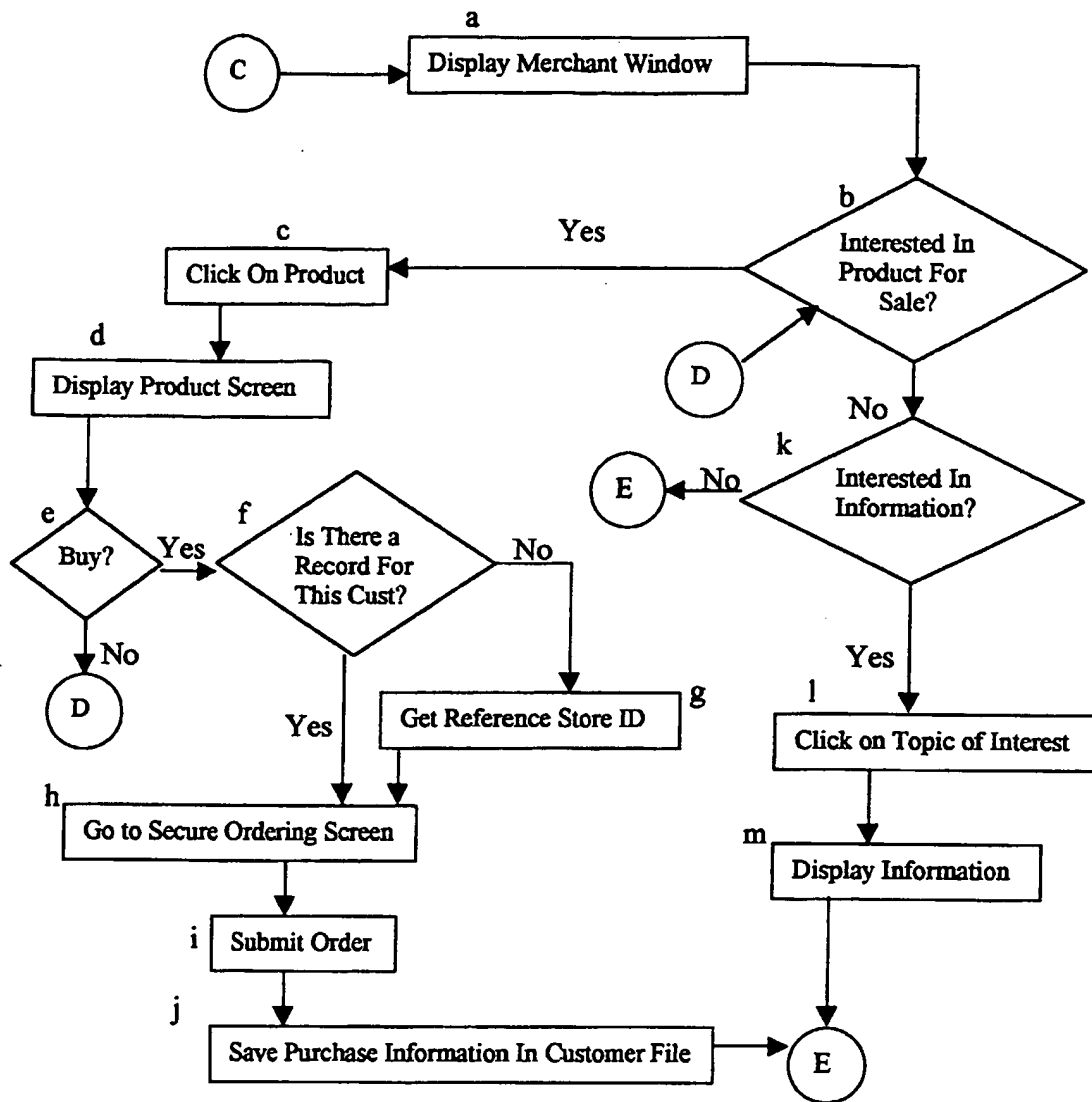 a
C
Display Merchant Window
b
Interested In
Product For
Sale?
Yes
c
Click On Product
d
Display Product Screen
D
No
k
Interested In
Information?
No
E
e
Buy?
Yes
f
Is There a
Record For
This Cust?
No
No
D
Yes
g
Get Reference Store ID
Yes
l
Click on Topic of Interest
h
Go to Secure Ordering Screen
m
Display Information
i
Submit Order
j
Save Purchase Information In Customer File
E